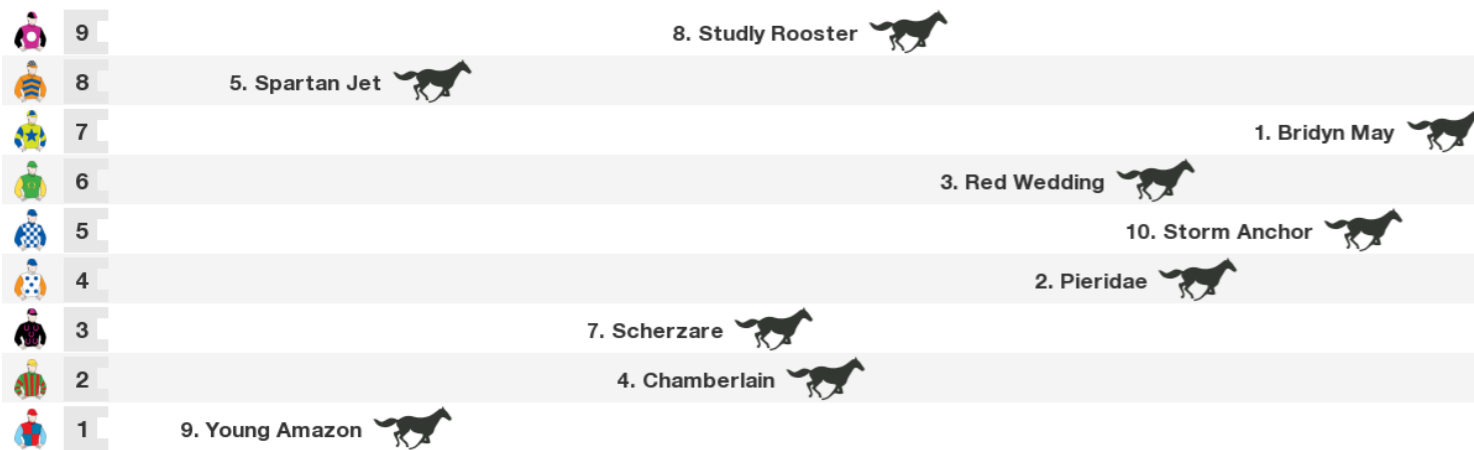 9 8. Studly Rooster
8 5. Spartan Jet
7 1. Bridyn May
6 3. Red Wedding
5 10. Storm Anchor
4 2. Pieridae
3 7. Scherzare
2 4. Chamberlain
1 9. Young Amazon